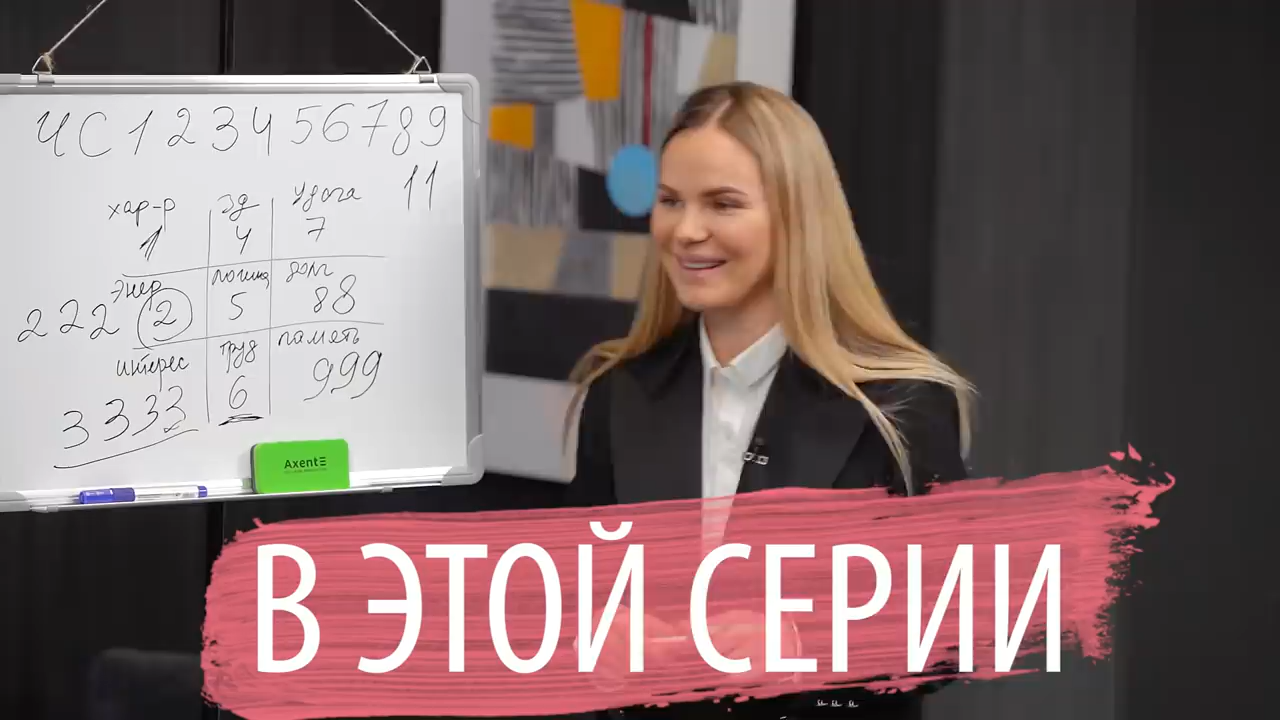 ЧС 1 2 3 4 5 6 7 8 9
11
хар-р зд удача
1 4 7
энер логика долг
222 2 5 88
интерес труд память
3333 6 999
Axent
В ЭТОЙ СЕРИИ